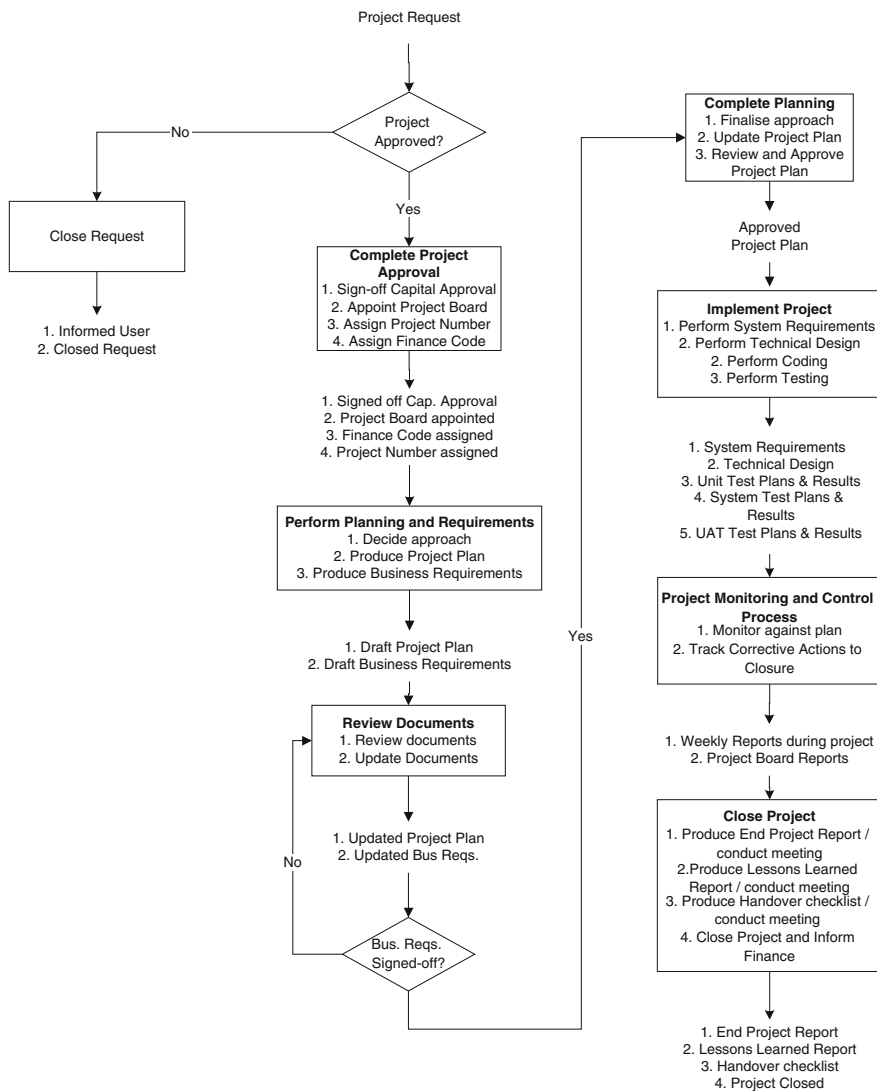 Project Request
Project
Approved?
No
Yes
Close Request
1. Informed User
2. Closed Request
Complete Project
Approval
1. Sign-off Capital Approval
2. Appoint Project Board
3. Assign Project Number
4. Assign Finance Code
1. Signed off Cap. Approval
2. Project Board appointed
3. Finance Code assigned
4. Project Number assigned
Perform Planning and Requirements
1. Decide approach
2. Produce Project Plan
3. Produce Business Requirements
1. Draft Project Plan
2. Draft Business Requirements
Review Documents
1. Review documents
2. Update Documents
1. Updated Project Plan
2. Updated Bus Reqs.
No
Bus. Reqs.
Signed-off?
Yes
Complete Planning
1. Finalise approach
2. Update Project Plan
3. Review and Approve
Project Plan
Approved
Project Plan
Implement Project
1. Perform System Requirements
2. Perform Technical Design
2. Perform Coding
3. Perform Testing
1. System Requirements
2. Technical Design
3. Unit Test Plans & Results
4. System Test Plans &
Results
5. UAT Test Plans & Results
Project Monitoring and Control
Process
1. Monitor against plan
2. Track Corrective Actions to
Closure
1. Weekly Reports during project
2. Project Board Reports
Close Project
1. Produce End Project Report /
conduct meeting
2.Produce Lessons Learned
Report / conduct meeting
3. Produce Handover checklist /
conduct meeting
4. Close Project and Inform
Finance
1. End Project Report
2. Lessons Learned Report
3. Handover checklist
4. Project Closed